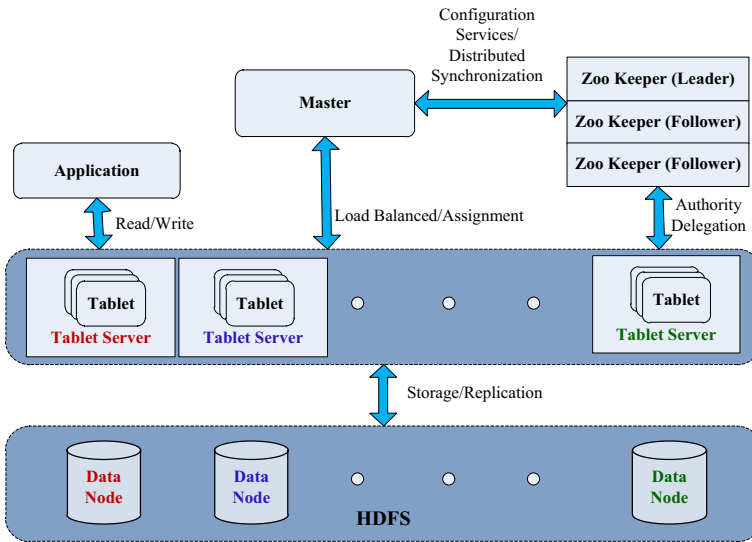 Configuration
Services/
Distributed
Synchronization
Master
Zoo Keeper (Leader)
Zoo Keeper (Follower)
Zoo Keeper (Follower)
Application
Read/Write
Load Balanced/Assignment
Authority
Delegation
Tablet
Tablet Server
Tablet
Tablet Server
Tablet
Tablet Server
Storage/Replication
Data
Node
Data
Node
Data
Node
HDFS